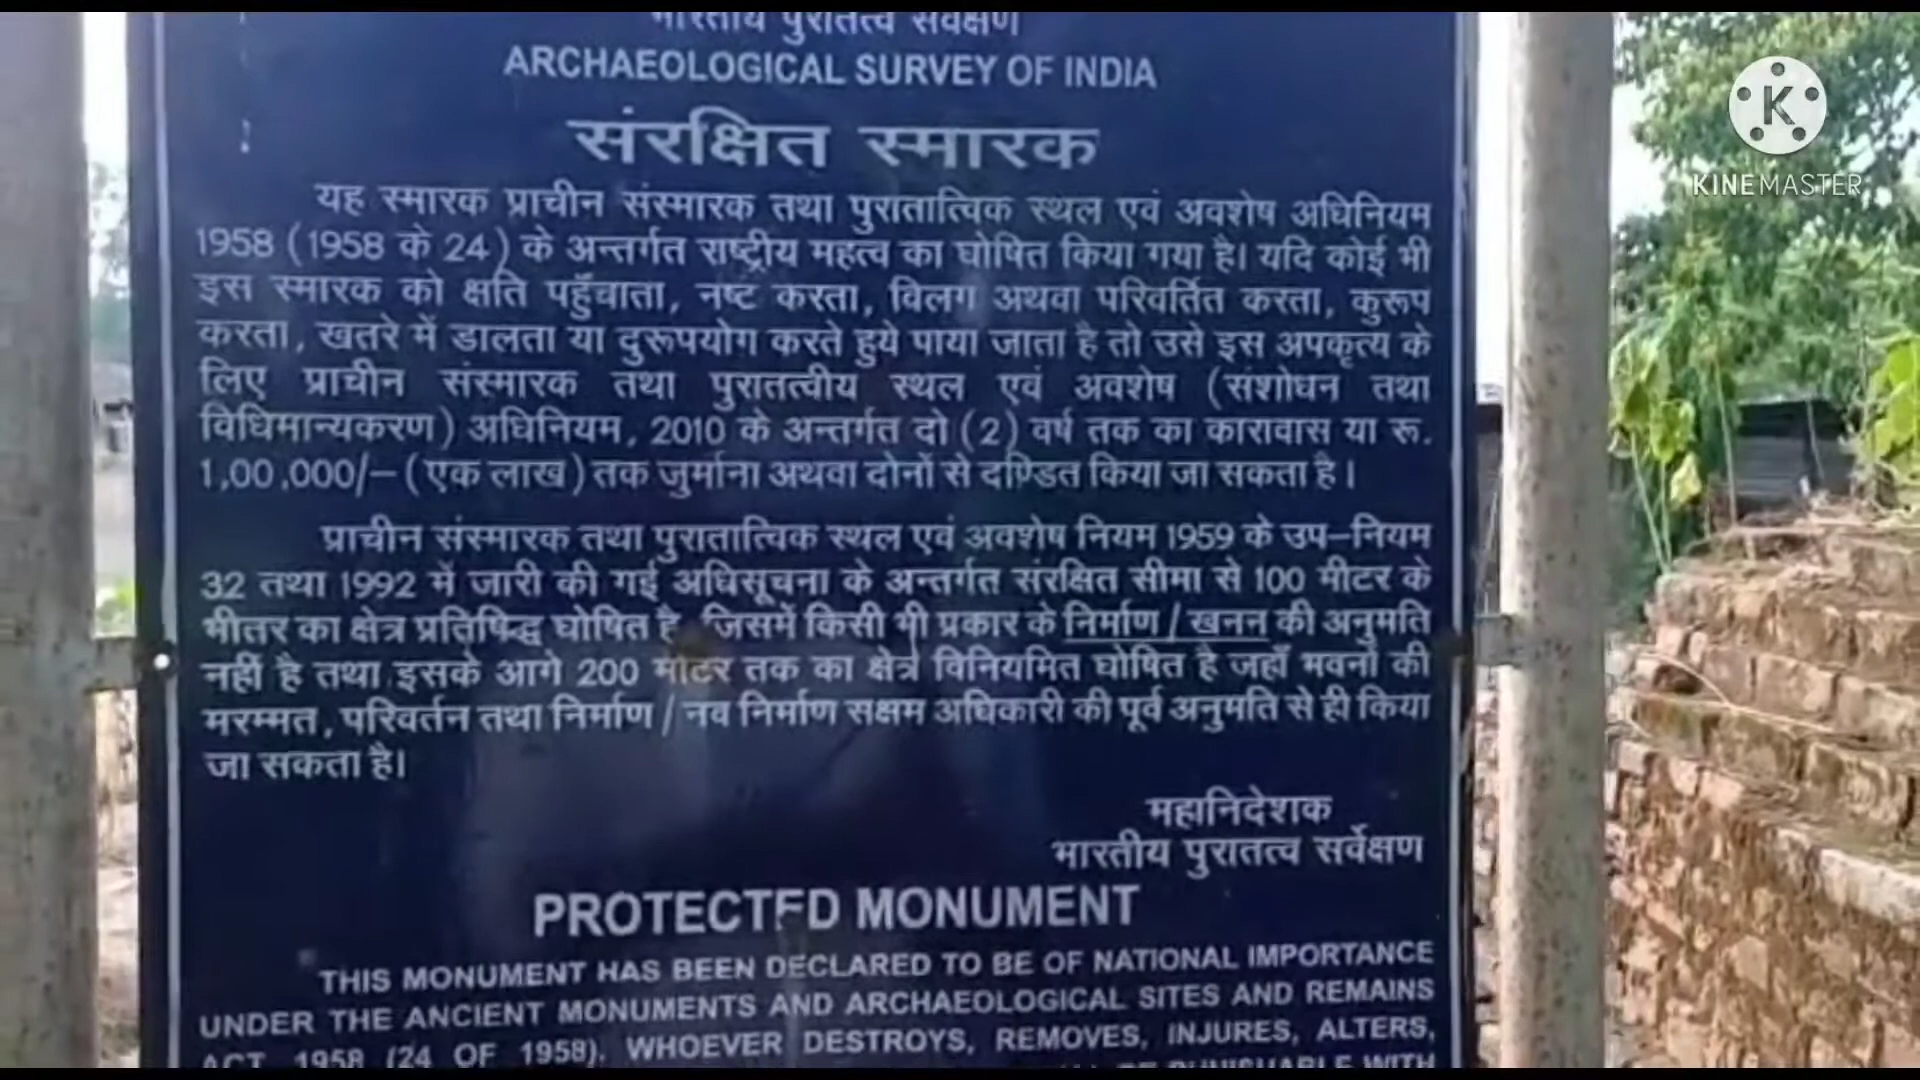 भारतीय पुरातत्व सर्वेक्षण
ARCHAEOLOGICAL SURVEY OF INDIA
संरक्षित स्मारक
यह स्मारक प्राचीन संस्मारक तथा पुरातात्विक स्थल एवं अवशेष अधिनियम
1958 (1958 के 24) के अन्तर्गत राष्ट्रीय महत्व का घोषित किया गया है। यदि कोई भी
इस स्मारक को क्षति पहुँचाता, नष्ट करता, विलग अथवा परिवर्तित करता, कुरूप
करता, खतरे में डालता या दुरूपयोग करते हुये पाया जाता है तो उसे इस अपकृत्य के
लिए प्राचीन संस्मारक तथा पुरातत्वीय स्थल एवं अवशेष (संशोधन तथा
विधिमान्यकरण) अधिनियम, 2010 के अन्तर्गत दो (2) वर्ष तक का कारावास या रू.
1,00,000/– (एक लाख) तक जुर्माना अथवा दोनों से दण्डित किया जा सकता है।
प्राचीन संस्मारक तथा पुरातात्विक स्थल एवं अवशेष नियम 1959 के उप–नियम
32 तथा 1992 में जारी की गई अधिसूचना के अन्तर्गत संरक्षित सीमा से 100 मीटर के
भीतर का क्षेत्र प्रतिषिद्ध घोषित है जिसमें किसी भी प्रकार के निर्माण / खनन की अनुमति
नहीं है तथा इसके आगे 200 मीटर तक का क्षेत्र विनियमित घोषित है जहाँ भवनों की
मरम्मत, परिवर्तन तथा निर्माण / नव निर्माण सक्षम अधिकारी की पूर्व अनुमति से ही किया
जा सकता है।
महानिदेशक
भारतीय पुरातत्व सर्वेक्षण
PROTECTED MONUMENT
THIS MONUMENT HAS BEEN DECLARED TO BE OF NATIONAL IMPORTANCE
UNDER THE ANCIENT MONUMENTS AND ARCHAEOLOGICAL SITES AND REMAINS
ACT, 1958 (24 OF 1958). WHOEVER DESTROYS, REMOVES, INJURES, ALTERS,
BE PUNISHABLE WITH
K
KINEMASTER